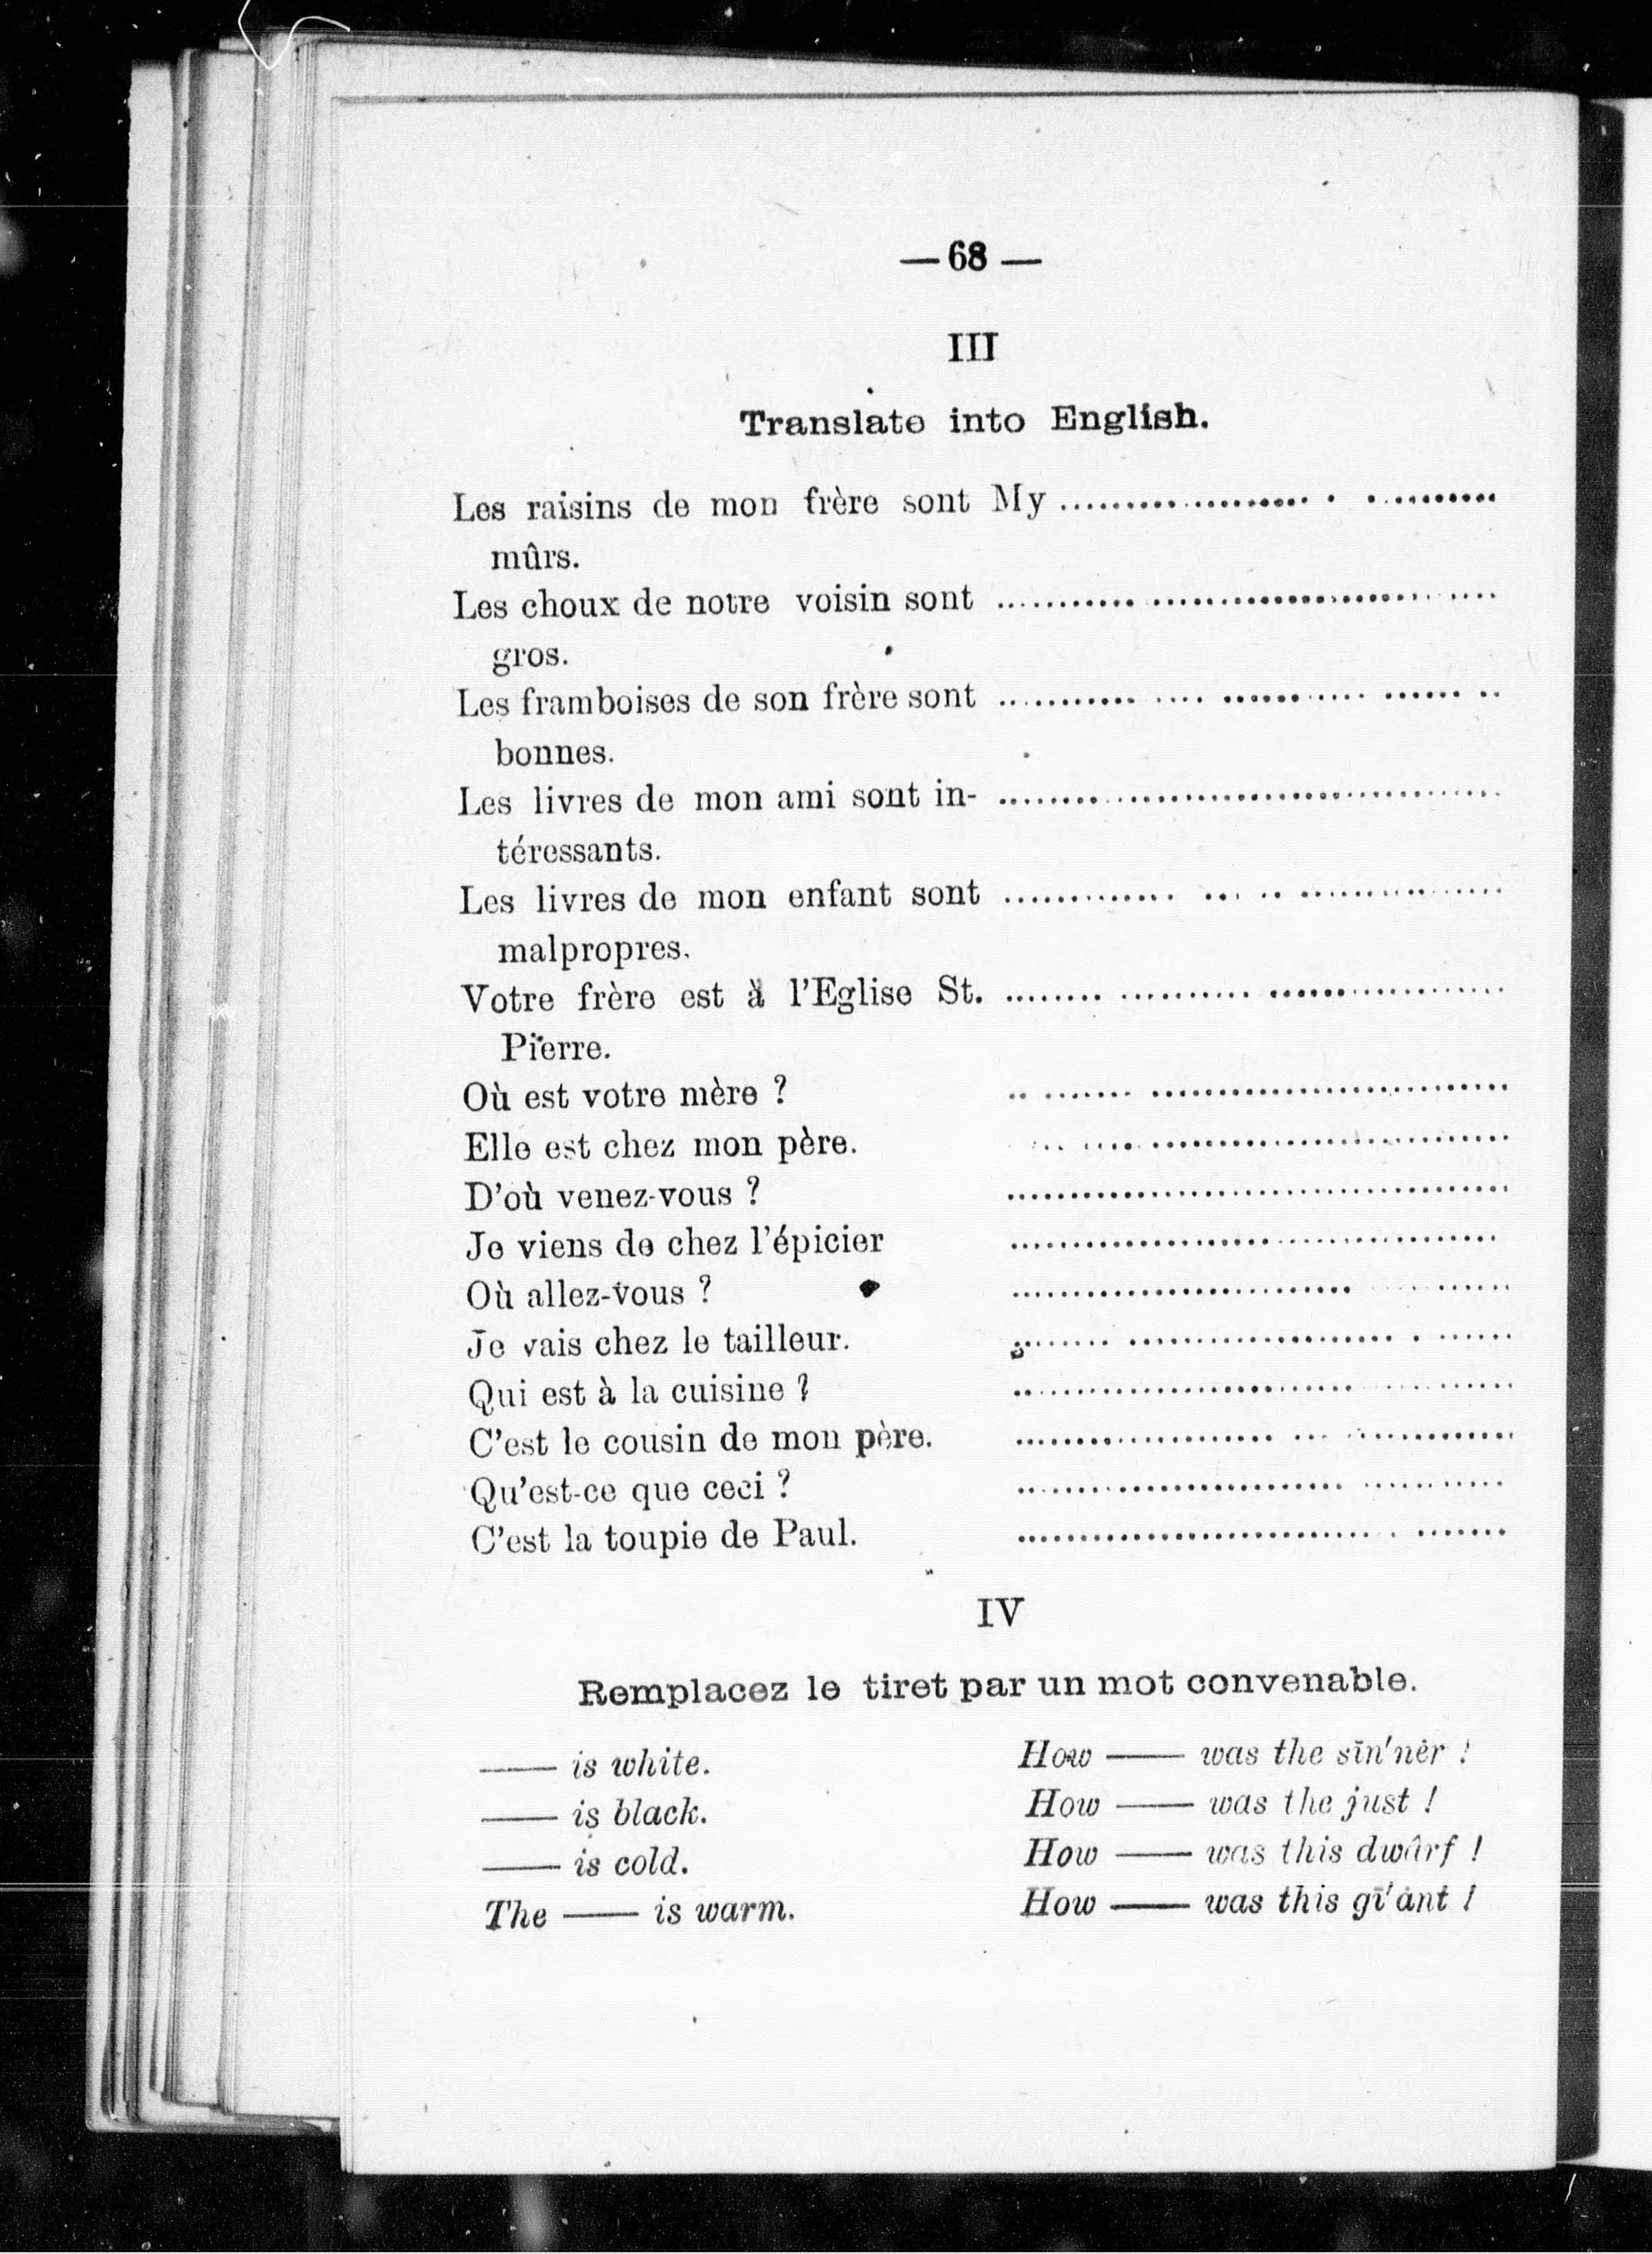 — 68 —
III
Translate into English.
Les raisins de mon frère sont My ..............................
mûrs.
Les choux de notre voisin sont ..............................
gros.
Les framboises de son frère sont ..............................
bonnes.
Les livres de mon ami sont in- ..............................
téressants.
Les livres de mon enfant sont ..............................
malpropres.
Votre frère est à l'Eglise St. ..............................
Pierre.
Où est votre mère ? ..............................
Elle est chez mon père. ..............................
D'où venez-vous ? ..............................
Je viens de chez l'épicier ..............................
Où allez-vous ? ..............................
Je vais chez le tailleur. ..............................
Qui est à la cuisine ? ..............................
C'est le cousin de mon père. ..............................
Qu'est-ce que ceci ? ..............................
C'est la toupie de Paul. ..............................
IV
Remplacez le tiret par un mot convenable.
—— is white. How —— was the sĭn'nėr !
—— is black. How —— was the just !
—— is cold. How —— was this dwârf !
The —— is warm. How —— was this gī'ánt !